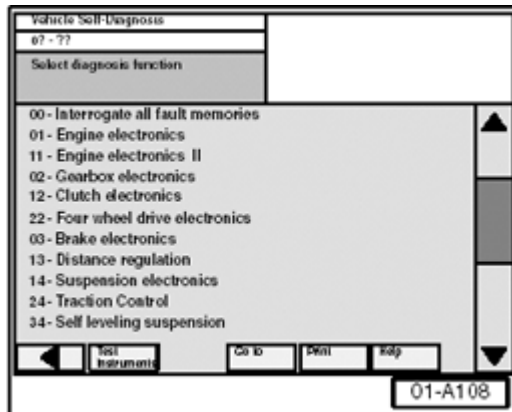 Vehicle Self-Diagnosis
0? - ??
Select diagnosis function
00 - Interrogate all fault memories
01 - Engine electronics
11 - Engine electronics II
02 - Gearbox electronics
12 - Clutch electronics
22 - Four wheel drive electronics
03 - Brake electronics
13 - Distance regulation
14 - Suspension electronics
24 - Traction Control
34 - Self leveling suspension
Test
Instruments
Go to
Print
Help
01-A108